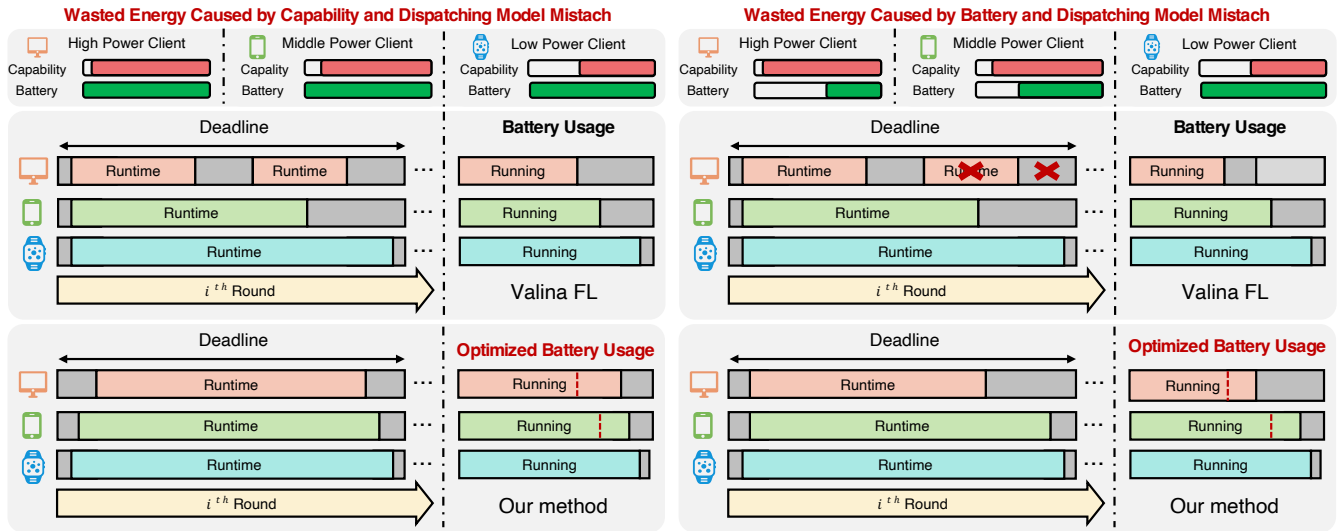 Wasted Energy Caused by Capability and Dispatching Model Mistach
High Power Client
Middle Power Client
Low Power Client
Capability
Capality
Capability
Battery
Battery
Battery
Deadline
Battery Usage
Runtime
Runtime
...
Running
Runtime
...
Running
Runtime
...
Running
i th Round
Valina FL
Deadline
Optimized Battery Usage
Runtime
...
Running
Runtime
...
Running
Runtime
...
Running
i th Round
Our method
Wasted Energy Caused by Battery and Dispatching Model Mistach
High Power Client
Middle Power Client
Low Power Client
Capability
Capality
Capability
Battery
Battery
Battery
Deadline
Battery Usage
Runtime
Runtime
...
Running
Runtime
...
Running
Runtime
...
Running
i th Round
Valina FL
Deadline
Optimized Battery Usage
Runtime
...
Running
Runtime
...
Running
Runtime
...
Running
i th Round
Our method